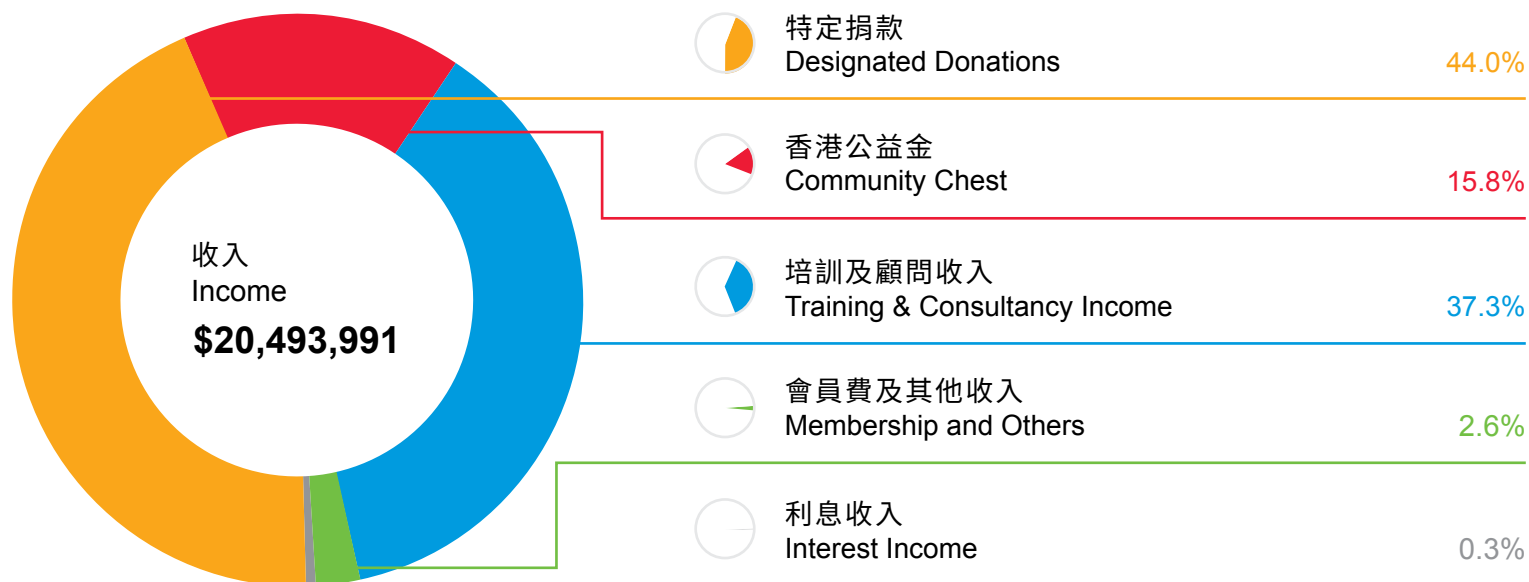 收入
Income
$20,493,991
特定捐款
Designated Donations
44.0%
香港公益金
Community Chest
15.8%
培訓及顧問收入
Training & Consultancy Income
37.3%
會員費及其他收入
Membership and Others
2.6%
利息收入
Interest Income
0.3%